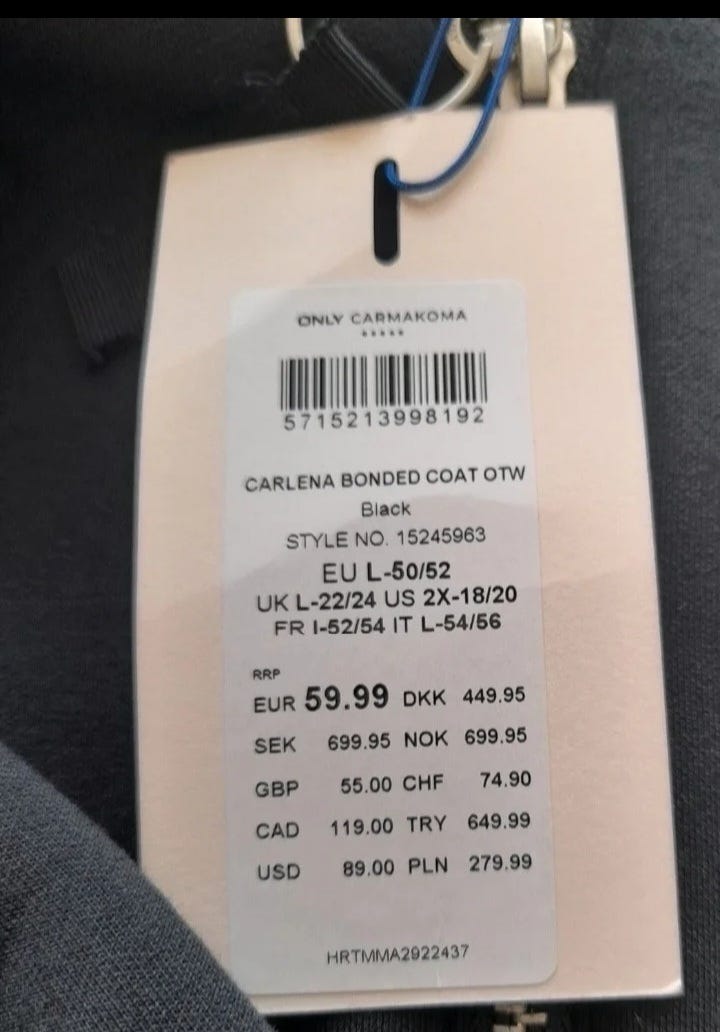 ONLY CARMAKOMA
*****
5715213998192
CARLENA BONDED COAT OTW
Black
STYLE NO. 15245963
EU L-50/52
UK L-22/24 US 2X-18/20
FR I-52/54 IT L-54/56
RRP
EUR 59.99 DKK 449.95
SEK 699.95 NOK 699.95
GBP 55.00 CHF 74.90
CAD 119.00 TRY 649.99
USD 89.00 PLN 279.99
HRTMMA2922437